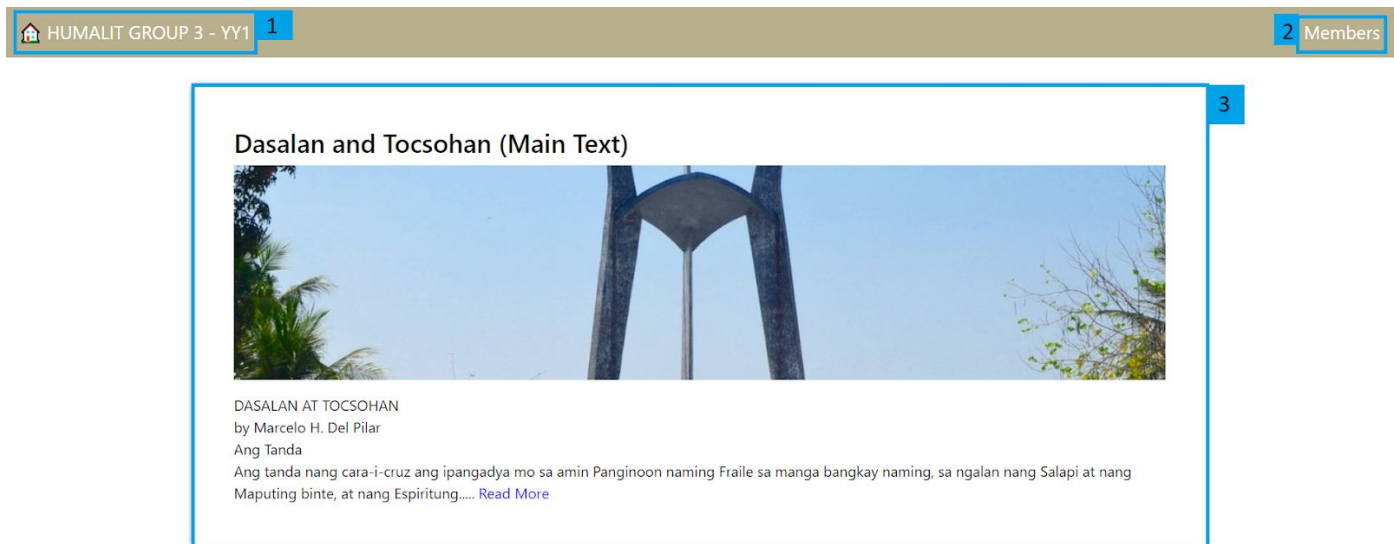 HUMALIT GROUP 3 - YY1 1
2 Members
3
Dasalan and Tocsohan (Main Text)
DASALAN AT TOCSOHAN
by Marcelo H. Del Pilar
Ang Tanda
Ang tanda nang cara-i-cruz ang ipangadya mo sa amin Panginoon naming Fraile sa manga bangkay naming, sa ngalan nang Salapi at nang
Maputing binte, at nang Espiritung..... Read More